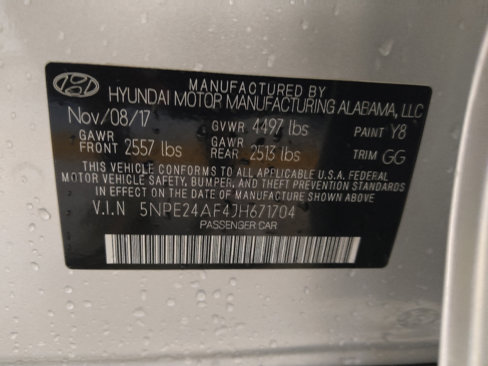 MANUFACTURED BY
HYUNDAI MOTOR MANUFACTURING ALABAMA, LLC
Nov/08/17 GVWR 4497 lbs PAINT Y8
GAWR FRONT 2557 lbs GAWR REAR 2513 lbs TRIM GG
THIS VEHICLE CONFORMS TO ALL APPLICABLE U.S.A. FEDERAL
MOTOR VEHICLE SAFETY, BUMPER, AND THEFT PREVENTION STANDARDS
IN EFFECT ON THE DATE OF MANUFACTURE SHOWN ABOVE
V.I.N 5NPE24AF4JH671704
PASSENGER CAR